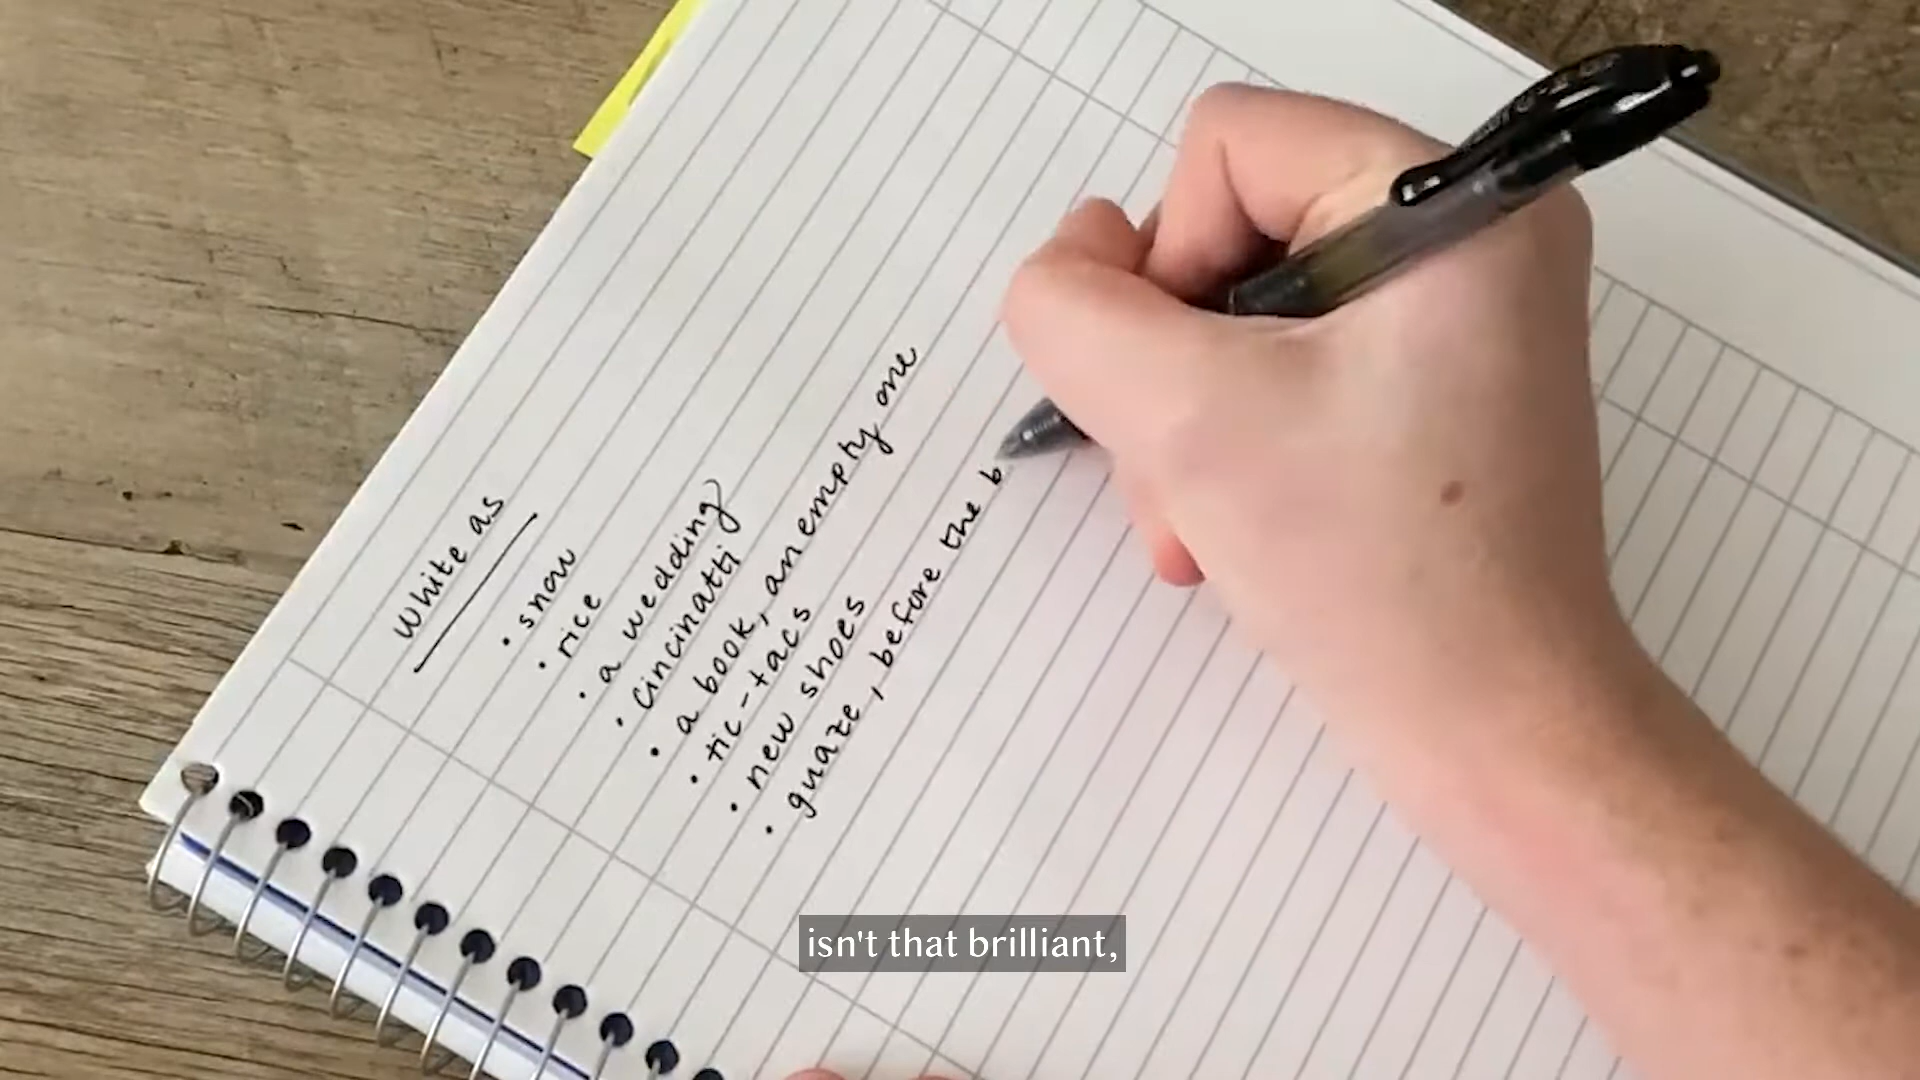 White as
• snow
• rice
• a wedding
• Cincinatti
• a book, an empty one
• tic-tacs
• new shoes
• guaze, before the b
isn't that brilliant,